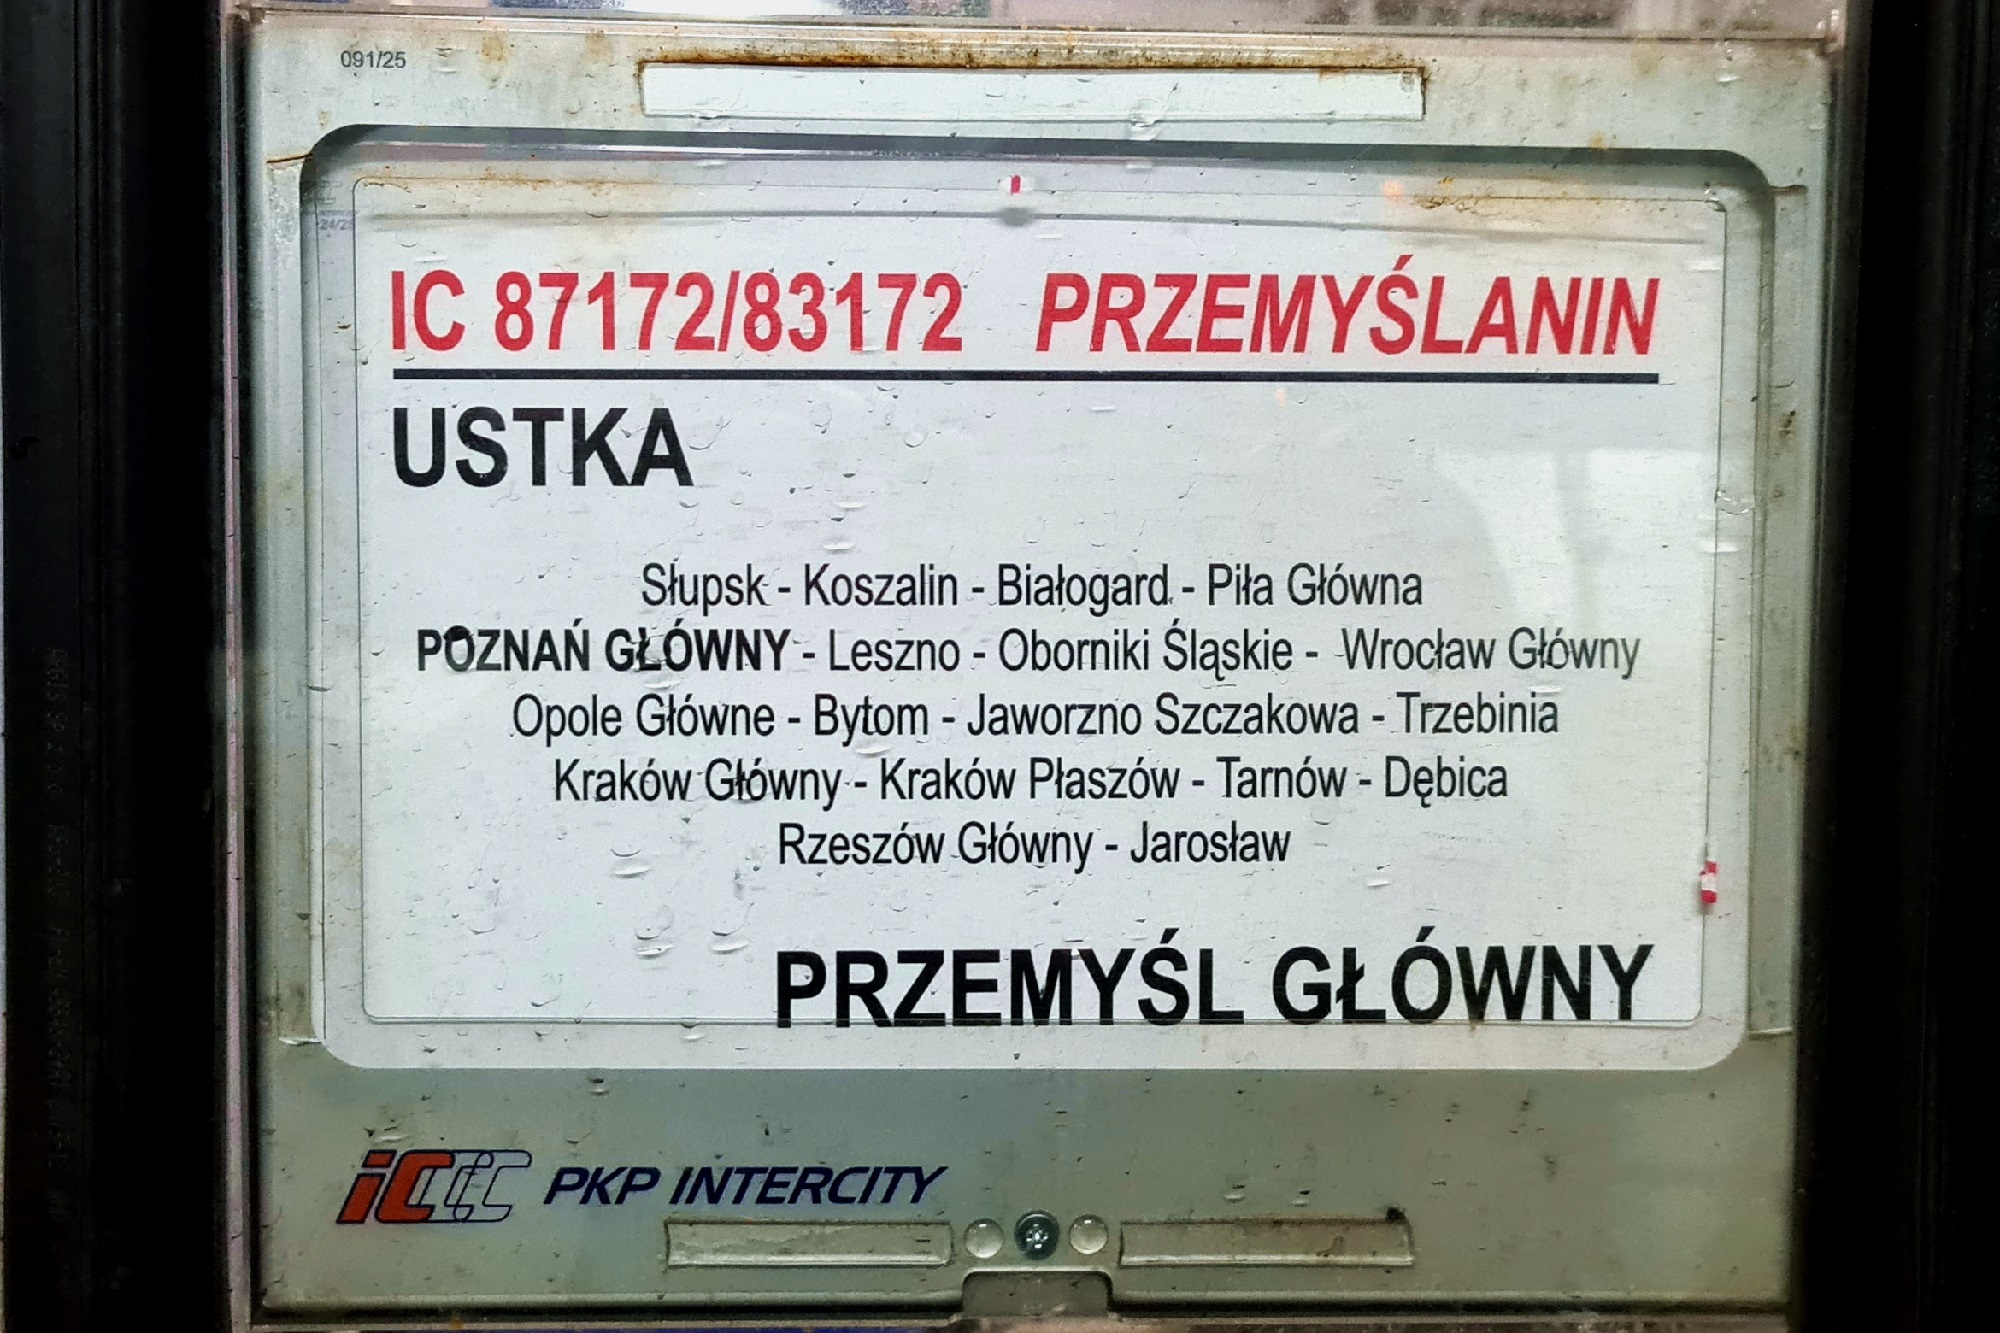 091/25
24/25
IC 87172/83172 PRZEMYŚLANIN
USTKA
Słupsk - Koszalin - Białogard - Piła Główna
POZNAŃ GŁÓWNY - Leszno - Oborniki Śląskie - Wrocław Główny
Opole Główne - Bytom - Jaworzno Szczakowa - Trzebinia
Kraków Główny - Kraków Płaszów - Tarnów - Dębica
Rzeszów Główny - Jarosław
PRZEMYŚL GŁÓWNY
PKP INTERCITY